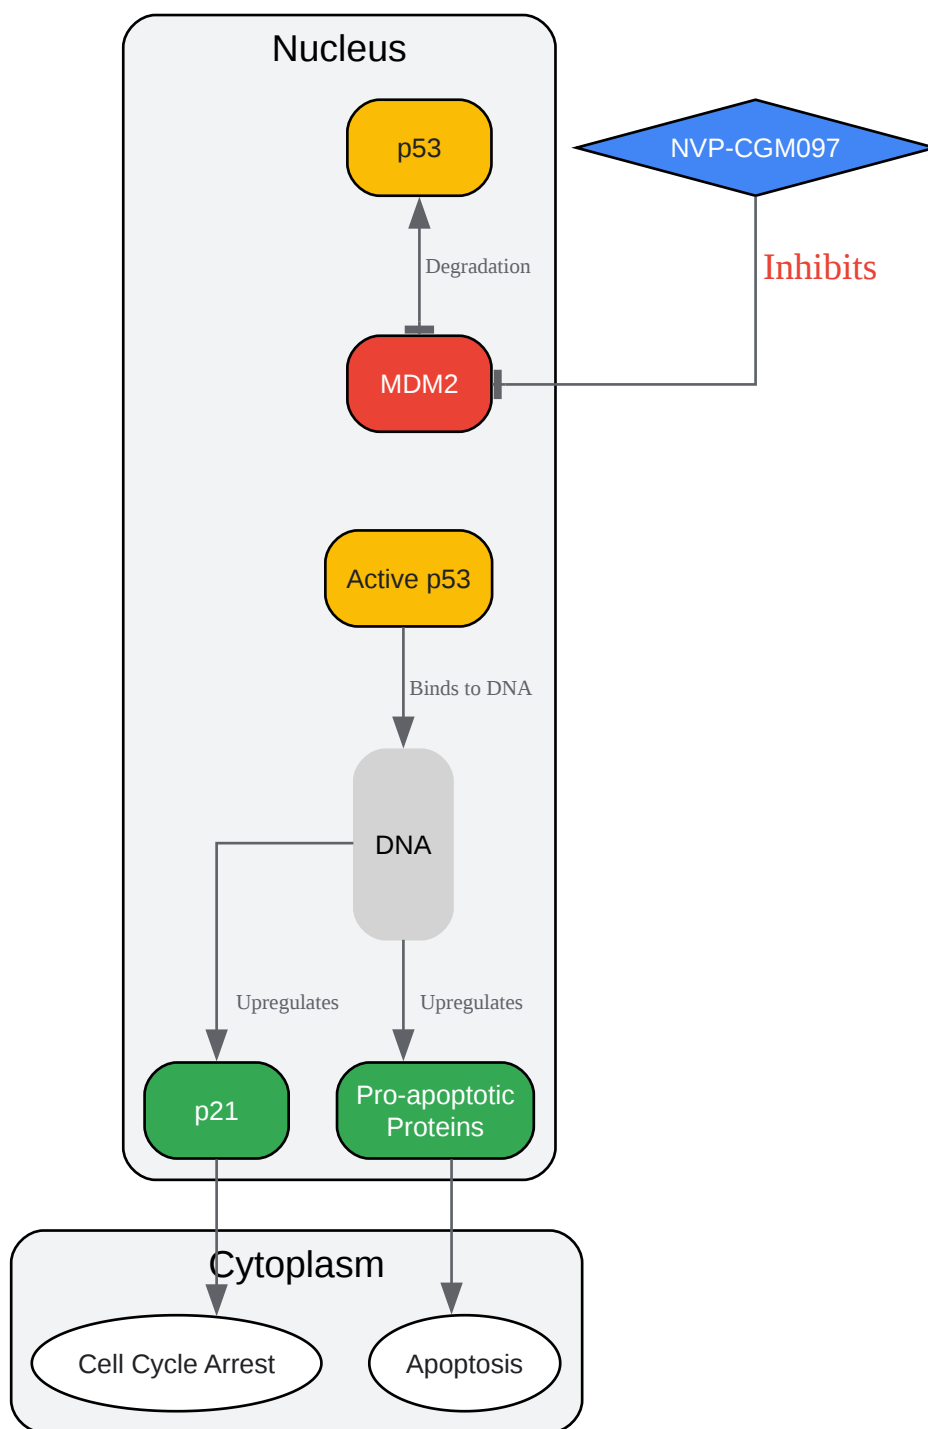 Nucleus
p53
NVP-CGM097
Degradation
Inhibits
MDM2
Active p53
Binds to DNA
DNA
Upregulates
Upregulates
p21
Pro-apoptotic
Proteins
Cytoplasm
Cell Cycle Arrest
Apoptosis